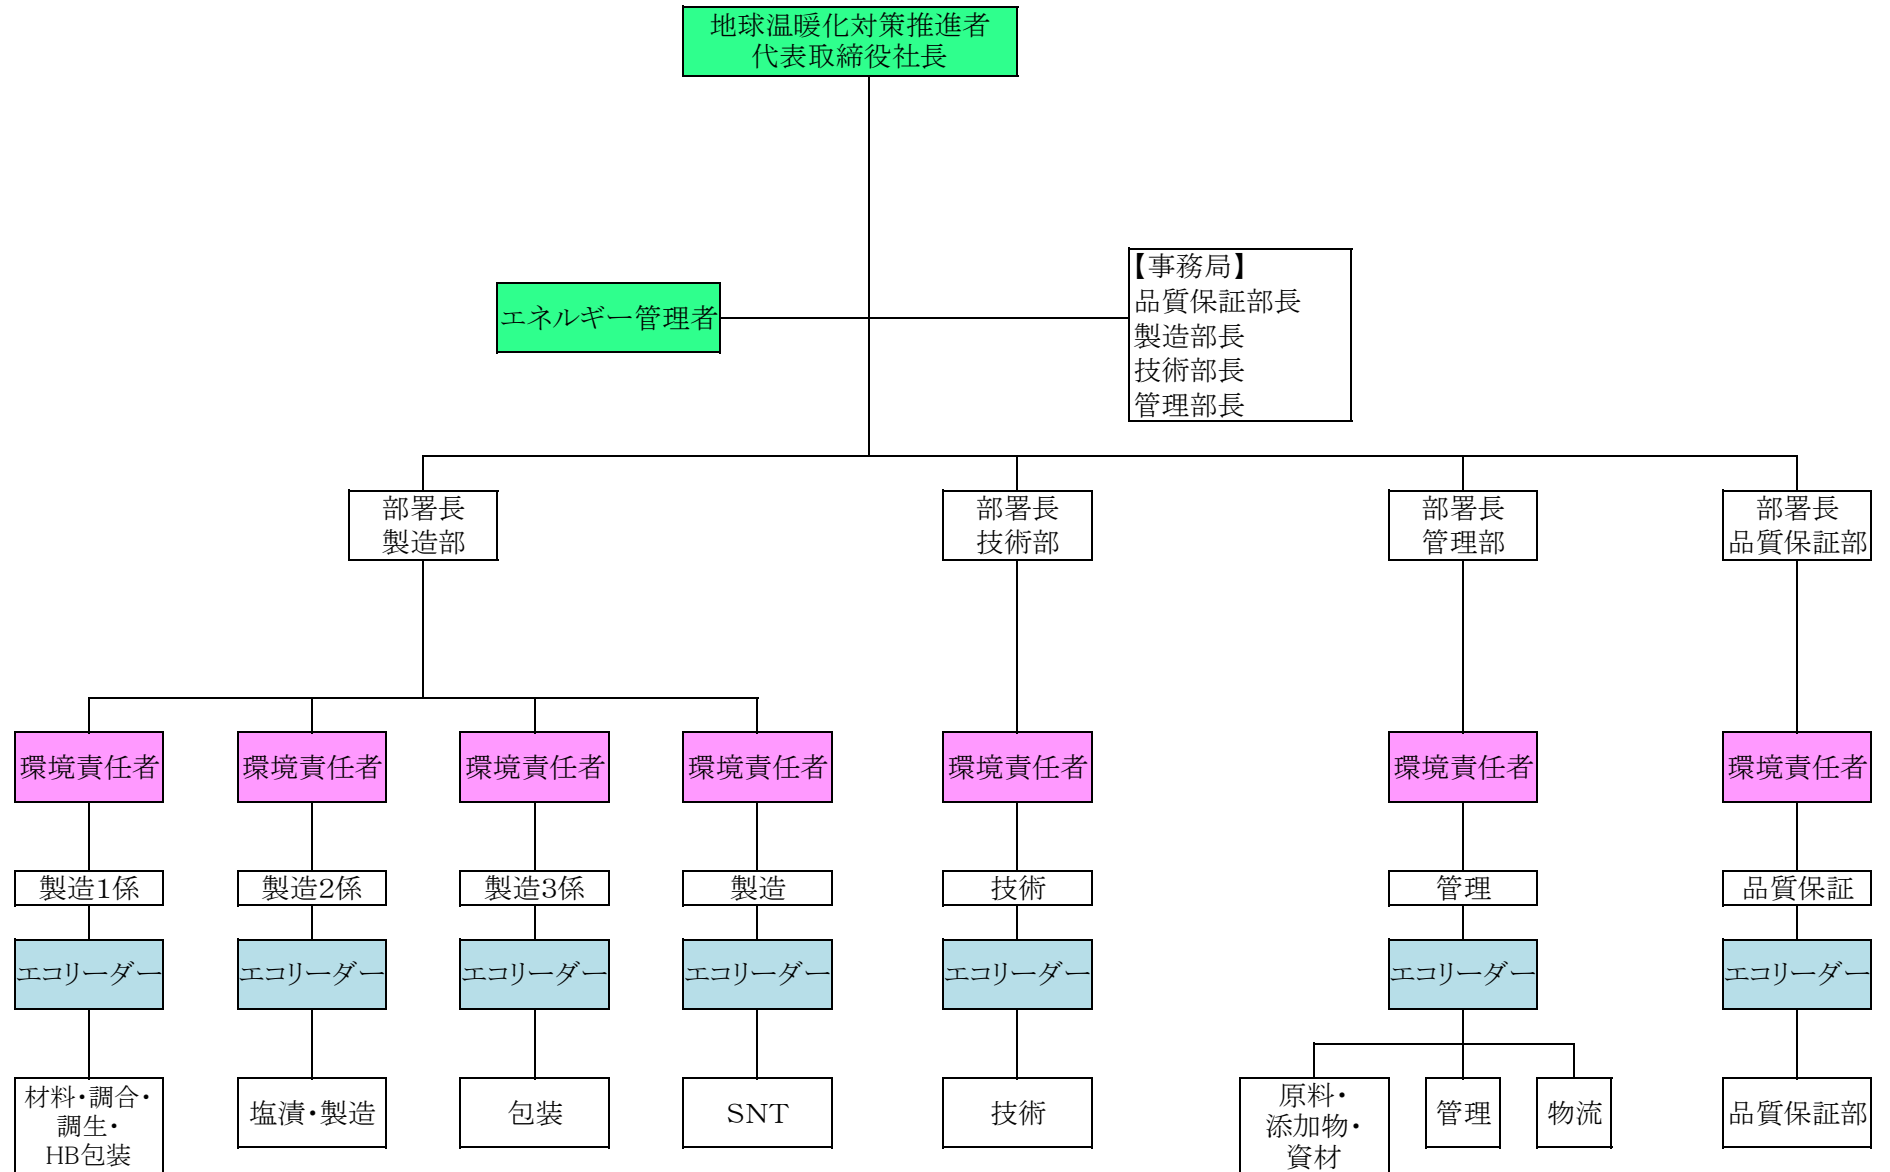 地球温暖化対策推進者
代表取締役社長
エネルギー管理者
【事務局】
品質保証部長
製造部長
技術部長
管理部長
部署長
製造部
部署長
技術部
部署長
管理部
部署長
品質保証部
環境責任者
環境責任者
環境責任者
環境責任者
環境責任者
環境責任者
環境責任者
製造1係
製造2係
製造3係
製造
技術
管理
品質保証
エコリーダー
エコリーダー
エコリーダー
エコリーダー
エコリーダー
エコリーダー
エコリーダー
材料・調合・
調生・
HB包装
塩漬・製造
包装
SNT
技術
原料・
添加物・
資材
管理
物流
品質保証部